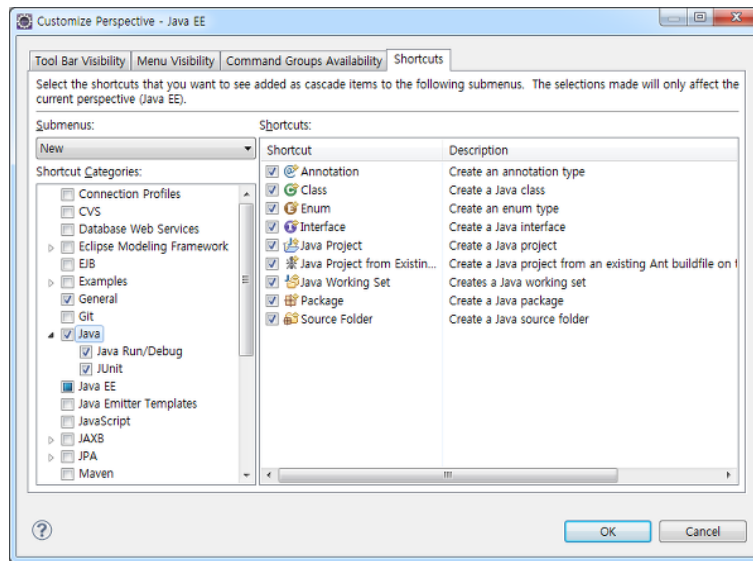 Customize Perspective - Java EE
Tool Bar Visibility
Menu Visibility
Command Groups Availability
Shortcuts
Select the shortcuts that you want to see added as cascade items to the following submenus. The selections made will only affect the
current perspective (Java EE).
Submenus:
New
Shortcut Categories:
Connection Profiles
CVS
Database Web Services
Eclipse Modeling Framework
EJB
Examples
General
Git
Java
Java Run/Debug
JUnit
Java EE
Java Emitter Templates
JavaScript
JAXB
JPA
Maven
Shortcuts:
Shortcut Description
Annotation Create an annotation type
Class Create a Java class
Enum Create an enum type
Interface Create a Java interface
Java Project Create a Java project
Java Project from Existin... Create a Java project from an existing Ant buildfile on
Java Working Set Creates a Java working set
Package Create a Java package
Source Folder Create a Java source folder
OK
Cancel